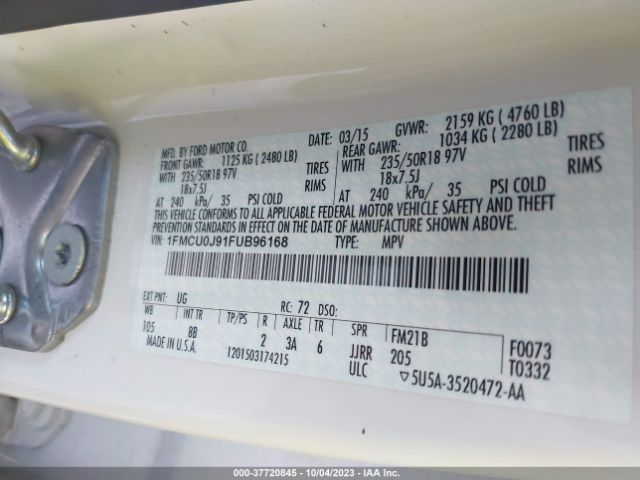 MFD. BY FORD MOTOR CO.
DATE: 03/15 GVWR: 2159 KG ( 4760 LB)
FRONT GAWR: 1125 KG ( 2480 LB) REAR GAWR: 1034 KG ( 2280 LB)
WITH 235/50R18 97V TIRES WITH 235/50R18 97V TIRES
18x7.5J RIMS 18x7.5J RIMS
AT 240 kPa/ 35 PSI COLD AT 240 kPa/ 35 PSI COLD
THIS VEHICLE CONFORMS TO ALL APPLICABLE FEDERAL MOTOR VEHICLE SAFETY AND THEFT
PREVENTION STANDARDS IN EFFECT ON THE DATE OF MANUFACTURE SHOWN ABOVE.
VIN: 1FMCU0J91FUB96168 TYPE: MPV
EXT PNT: UG RC: 72 DSO:
WB INT TR TP/PS R AXLE TR SPR FM21B F0073
105 8B 2 3A 6 JJRR 205 T0332
MADE IN U.S.A. 1201503174215 ULC ▽5U5A-3520472-AA
000-37720845 - 10/04/2023 - IAAI.COM